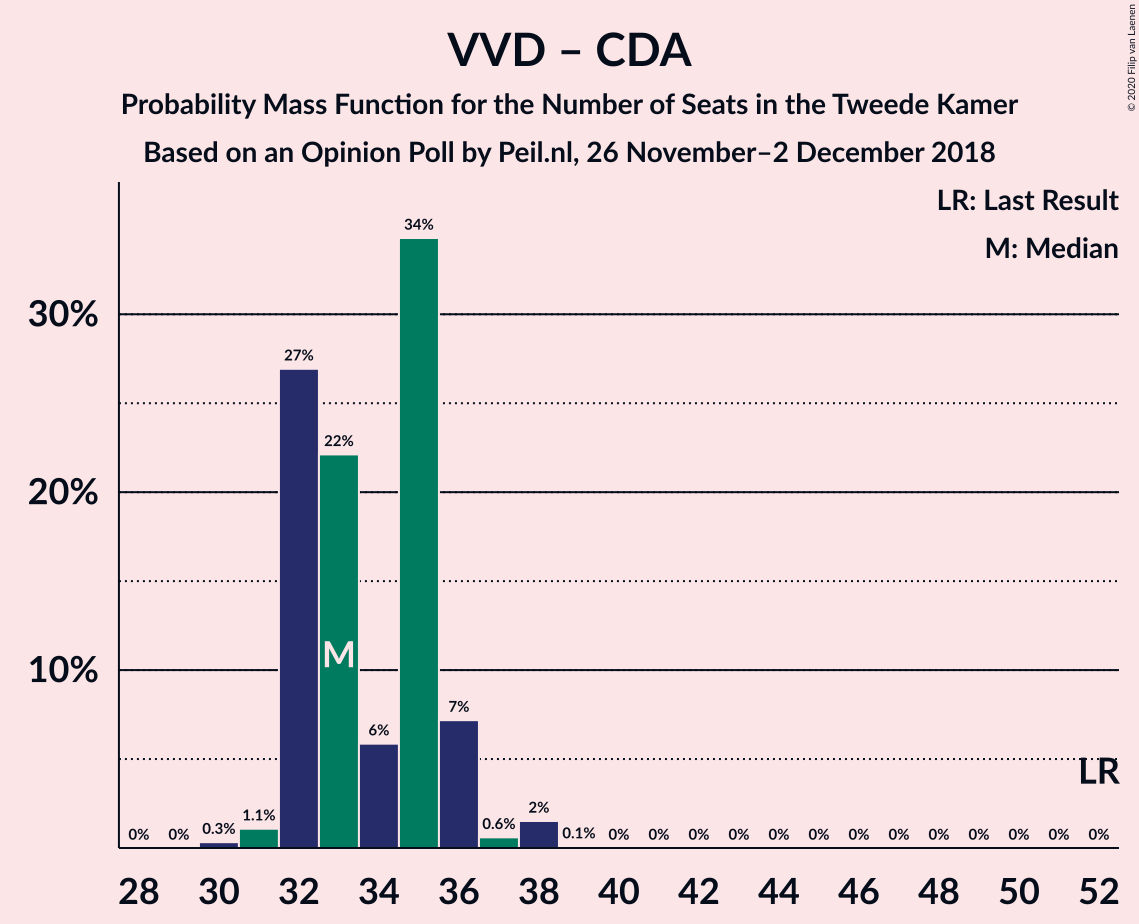 VVD – CDA
Probability Mass Function for the Number of Seats in the Tweede Kamer
Based on an Opinion Poll by Peil.nl, 26 November–2 December 2018
© 2020 Filip van Laenen
LR: Last Result
M: Median
34%
30%
27%
22%
20%
M
10%
7%
6%
LR
0% 0% 0.3% 1.1% 0.6% 2% 0.1% 0% 0% 0% 0% 0% 0% 0% 0% 0% 0% 0% 0% 0%
28 30 32 34 36 38 40 42 44 46 48 50 52